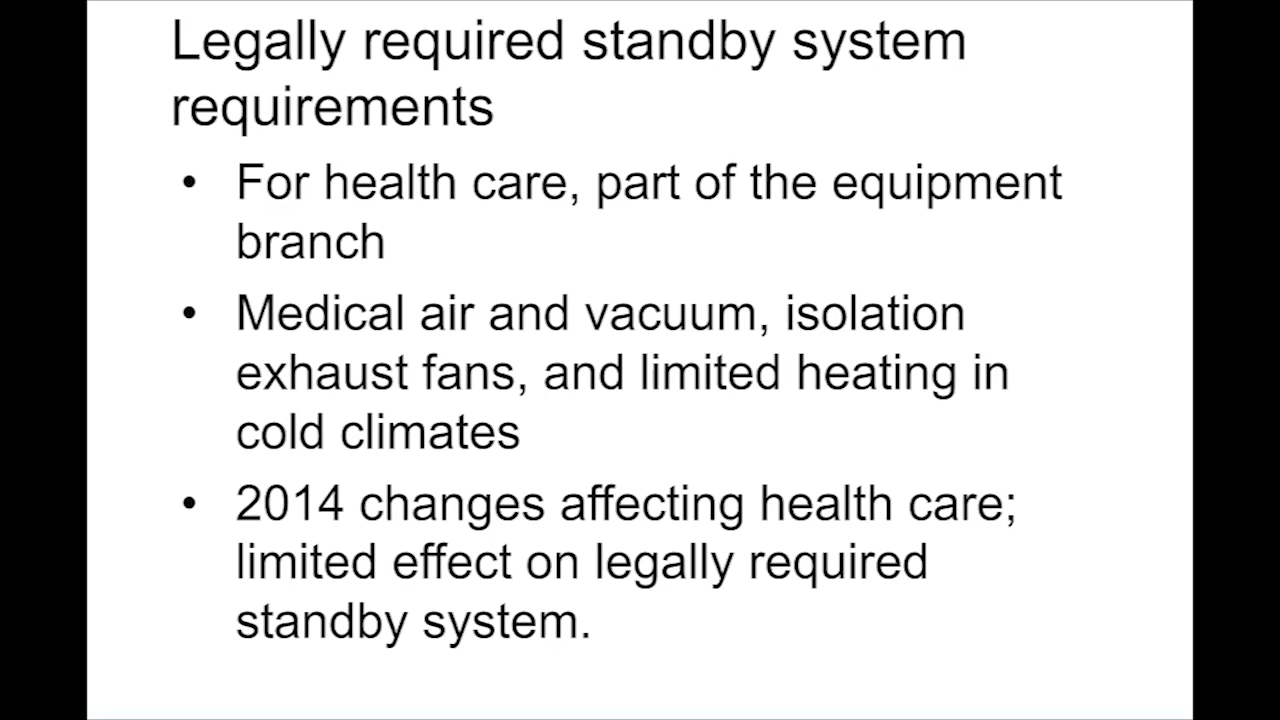 Legally required standby system
requirements
• For health care, part of the equipment
branch
• Medical air and vacuum, isolation
exhaust fans, and limited heating in
cold climates
• 2014 changes affecting health care;
limited effect on legally required
standby system.